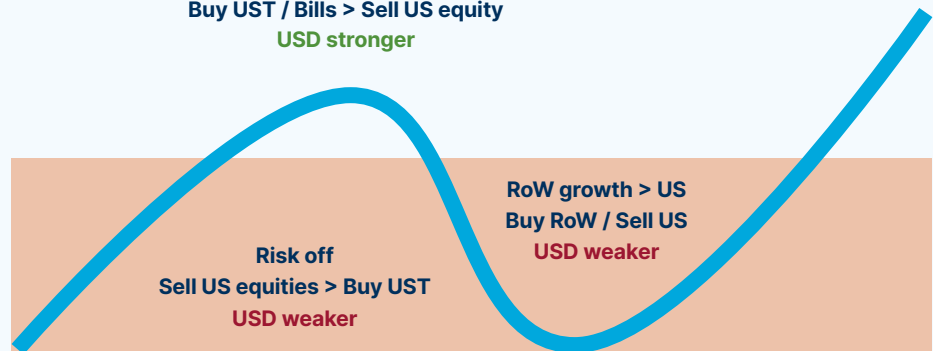 Buy UST / Bills > Sell US equity
USD stronger
RoW growth > US
Buy RoW / Sell US
USD weaker
Risk off
Sell US equities > Buy UST
USD weaker